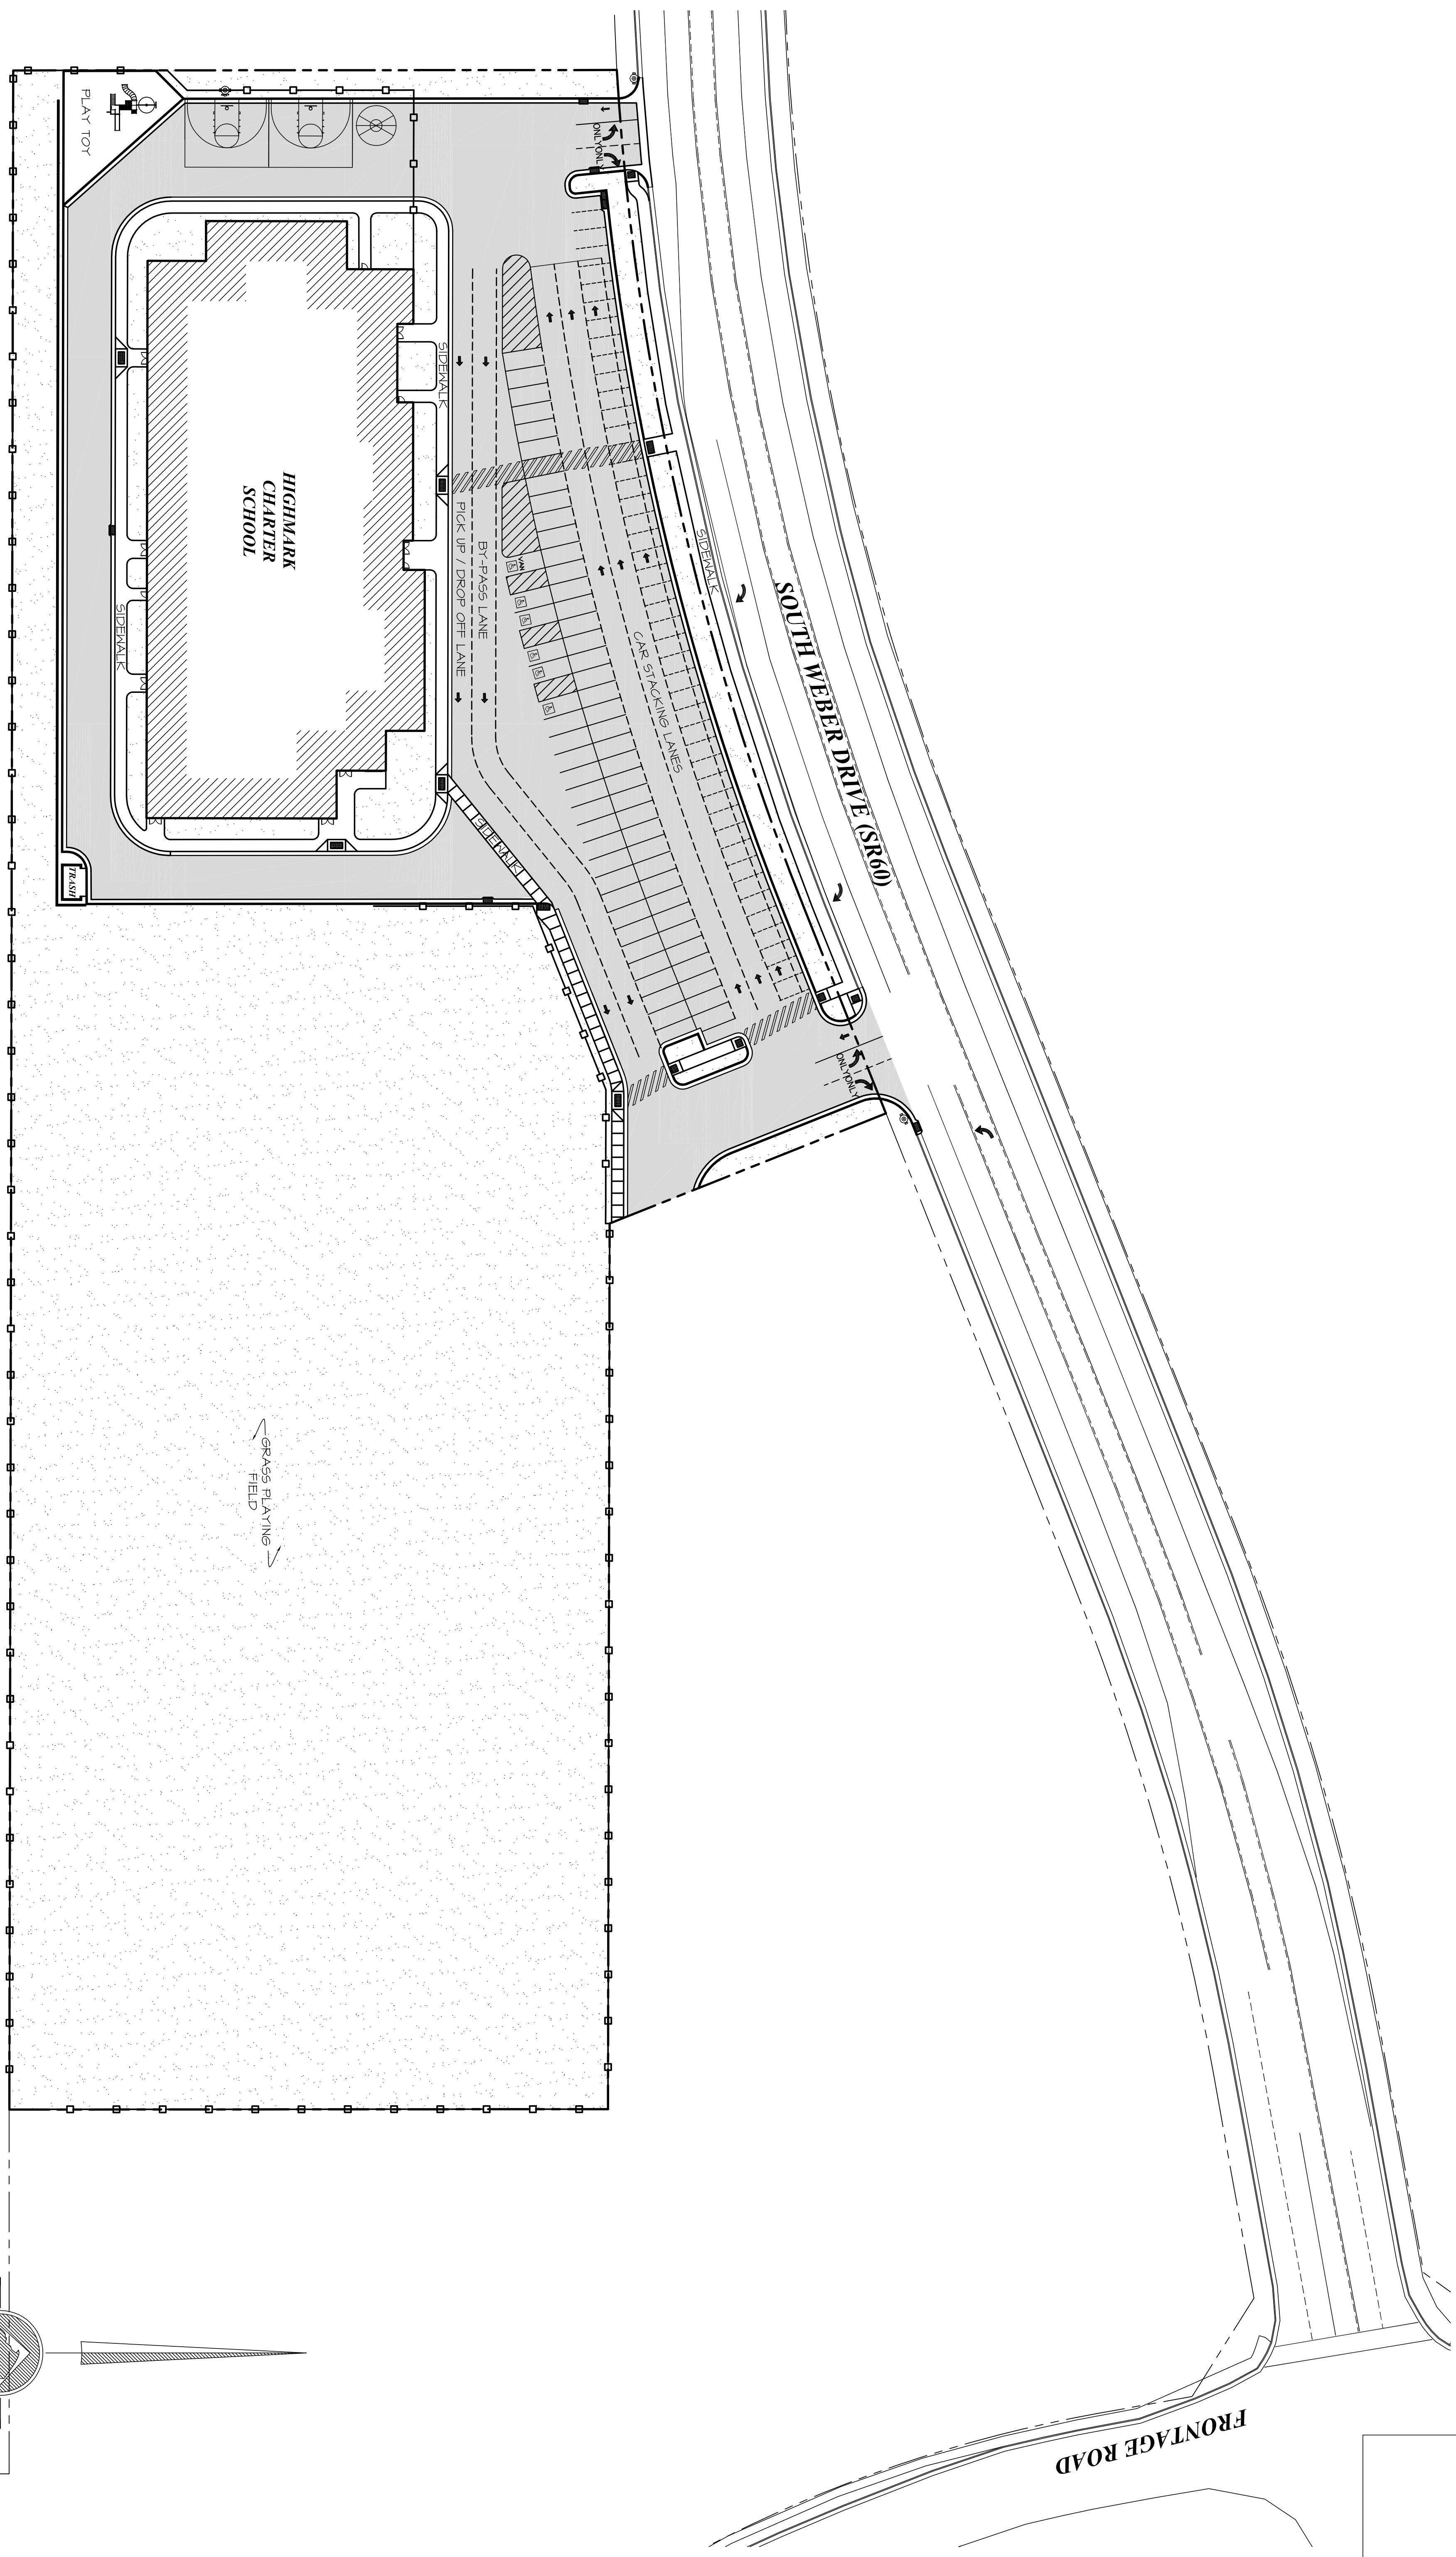 PLAY TOY
ONLY
ONLY
SIDEWALK
HIGHMARK
CHARTER
SCHOOL
SIDEWALK
PICK UP / DROP OFF LANE
BY-PASS LANE
VAN
CAR STACKING LANES
SIDEWALK
SOUTH WEBER DRIVE (SR60)
SIDEWALK
TRASH
ONLY
ONLY
GRASS PLAYING
FIELD
FRONTAGE ROAD